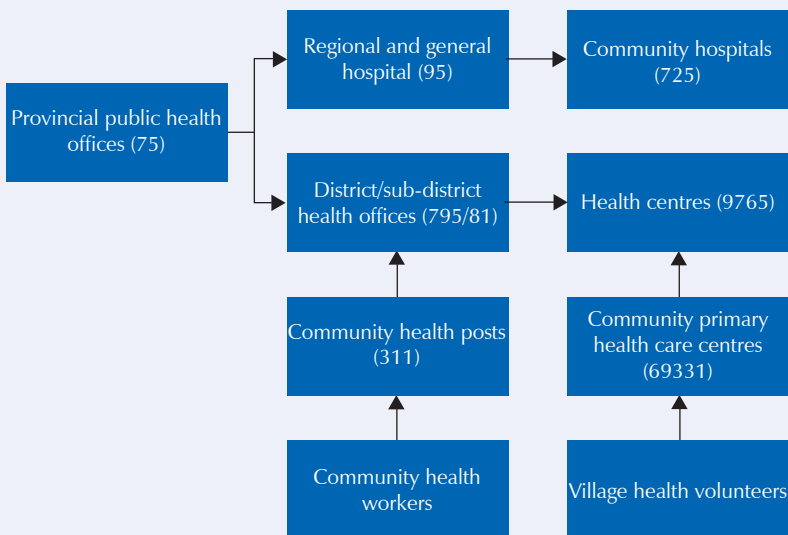 Regional and general
hospital (95)
Community hospitals
(725)
Provincial public health
offices (75)
District/sub-district
health offices (795/81)
Health centres (9765)
Community health posts
(311)
Community primary
health care centres
(69331)
Community health
workers
Village health volunteers